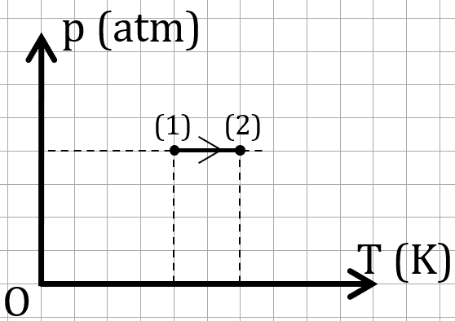 p (atm)
(1) (2)
T (K)
O